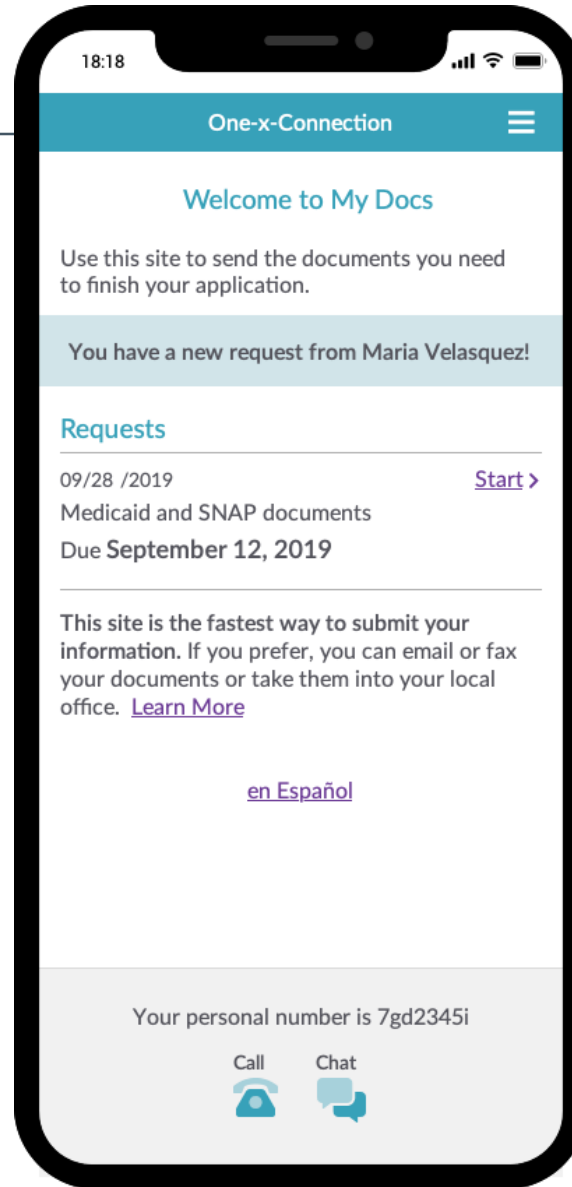 18:18
One-x-Connection
Welcome to My Docs
Use this site to send the documents you need
to finish your application.
You have a new request from Maria Velasquez!
Requests
09/28 /2019 Start >
Medicaid and SNAP documents
Due September 12, 2019
This site is the fastest way to submit your
information. If you prefer, you can email or fax
your documents or take them into your local
office. Learn More
en Español
Your personal number is 7gd2345i
Call Chat